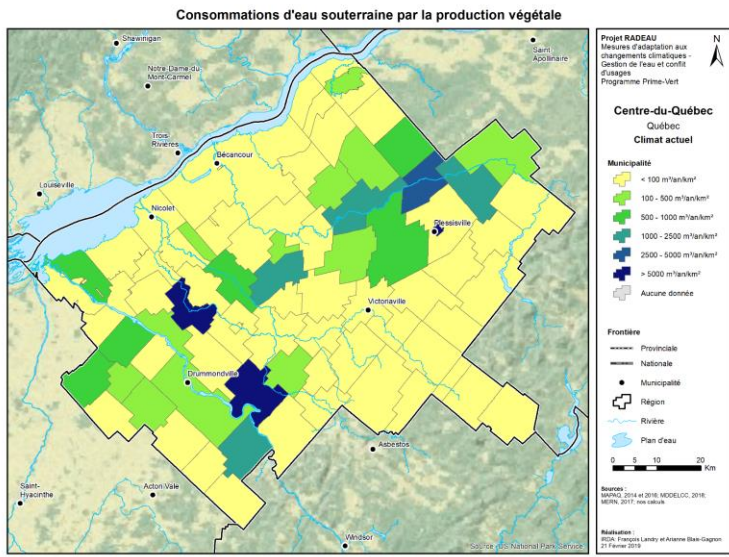 Consommations d'eau souterraine par la production végétale
Shawinigan
Saint
Apollinaire
Notre-Dame-du
Mont-Carmel
Trois-
Rivières
Bécancour
Louiseville
Nicolet
Plessisville
Victoriaville
Drummondville
Asbestos
Saint-
Hyacinthe
Acton-Vale
Windsor
Source : US National Park Service
Projet RADEAU
Mesures d'adaptation aux
changements climatiques -
Gestion de l'eau et conflit
d'usages
Programme Prime-Vert
N
Centre-du-Québec
Québec
Climat actuel
Municipalité
< 100 m³/an/km²
100 - 500 m³/an/km²
500 - 1000 m³/an/km²
1000 - 2500 m³/an/km²
2500 - 5000 m³/an/km²
> 5000 m³/an/km²
Aucune donnée
Frontière
Provinciale
Nationale
Municipalité
Région
Rivière
Plan d'eau
0 5 10 20
Km
Sources :
MAPAQ, 2014 et 2016; MDDELCC, 2016;
MERN, 2017; nos calculs
Réalisation :
IRDA: François Landry et Arianne Blais-Gagnon
21 Février 2019